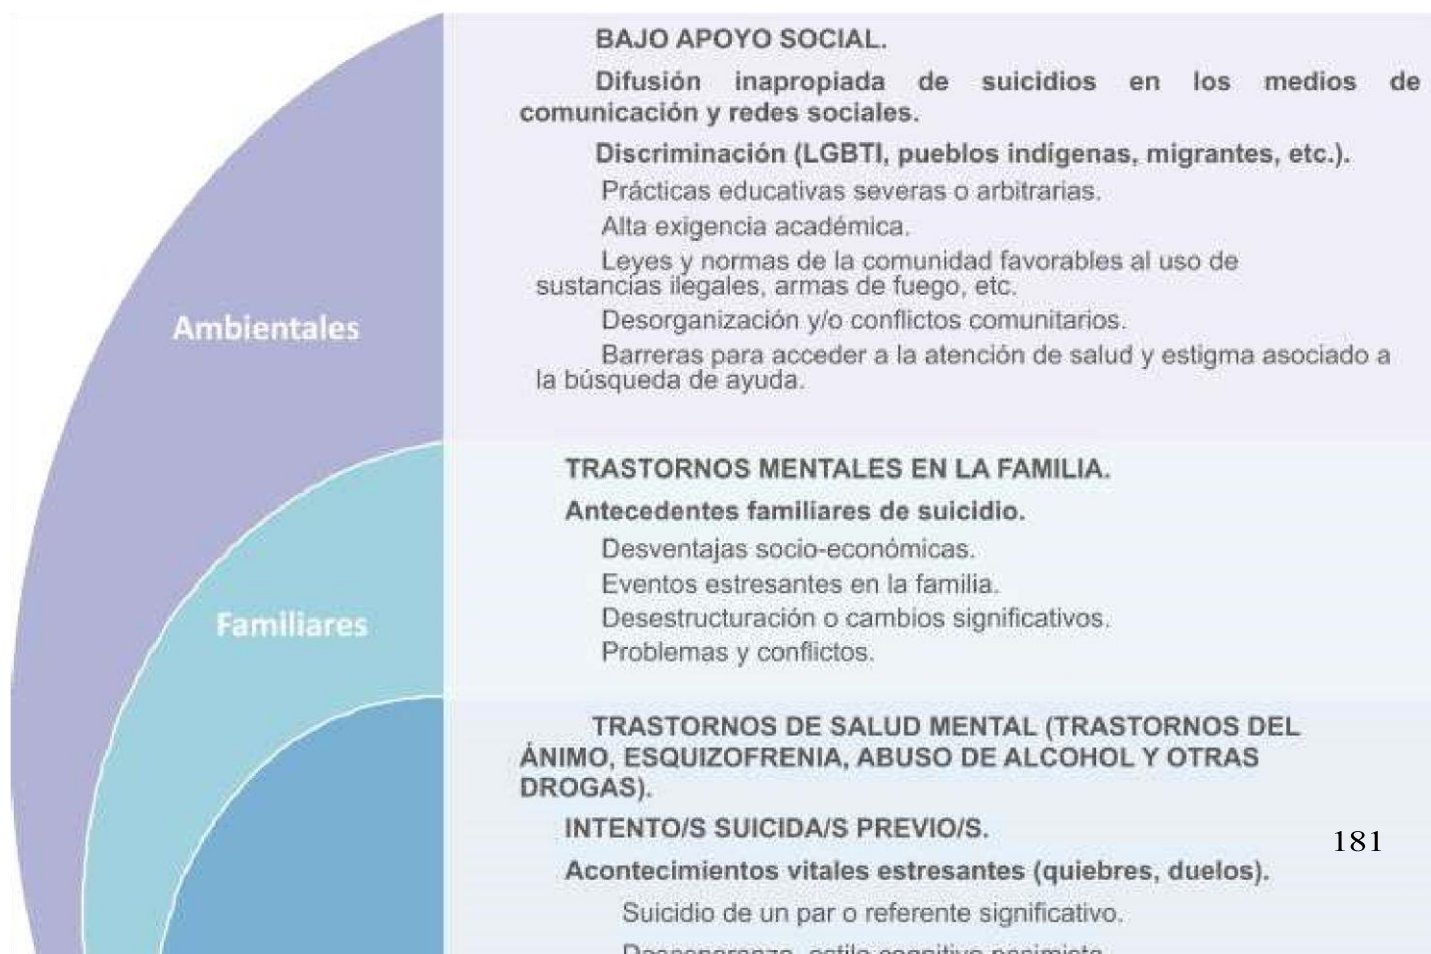 BAJO APOYO SOCIAL.
Difusión inapropiada de suicidios en los medios de
comunicación y redes sociales.
Discriminación (LGBTI, pueblos indígenas, migrantes, etc.).
Prácticas educativas severas o arbitrarias.
Alta exigencia académica.
Leyes y normas de la comunidad favorables al uso de
sustancias ilegales, armas de fuego, etc.
Desorganización y/o conflictos comunitarios.
Barreras para acceder a la atención de salud y estigma asociado a
la búsqueda de ayuda.
Ambientales
TRASTORNOS MENTALES EN LA FAMILIA.
Antecedentes familiares de suicidio.
Desventajas socio-económicas.
Eventos estresantes en la familia.
Desestructuración o cambios significativos.
Problemas y conflictos.
Familiares
TRASTORNOS DE SALUD MENTAL (TRASTORNOS DEL
ÁNIMO, ESQUIZOFRENIA, ABUSO DE ALCOHOL Y OTRAS
DROGAS).
INTENTO/S SUICIDA/S PREVIO/S.
181
Acontecimientos vitales estresantes (quiebres, duelos).
Suicidio de un par o referente significativo.